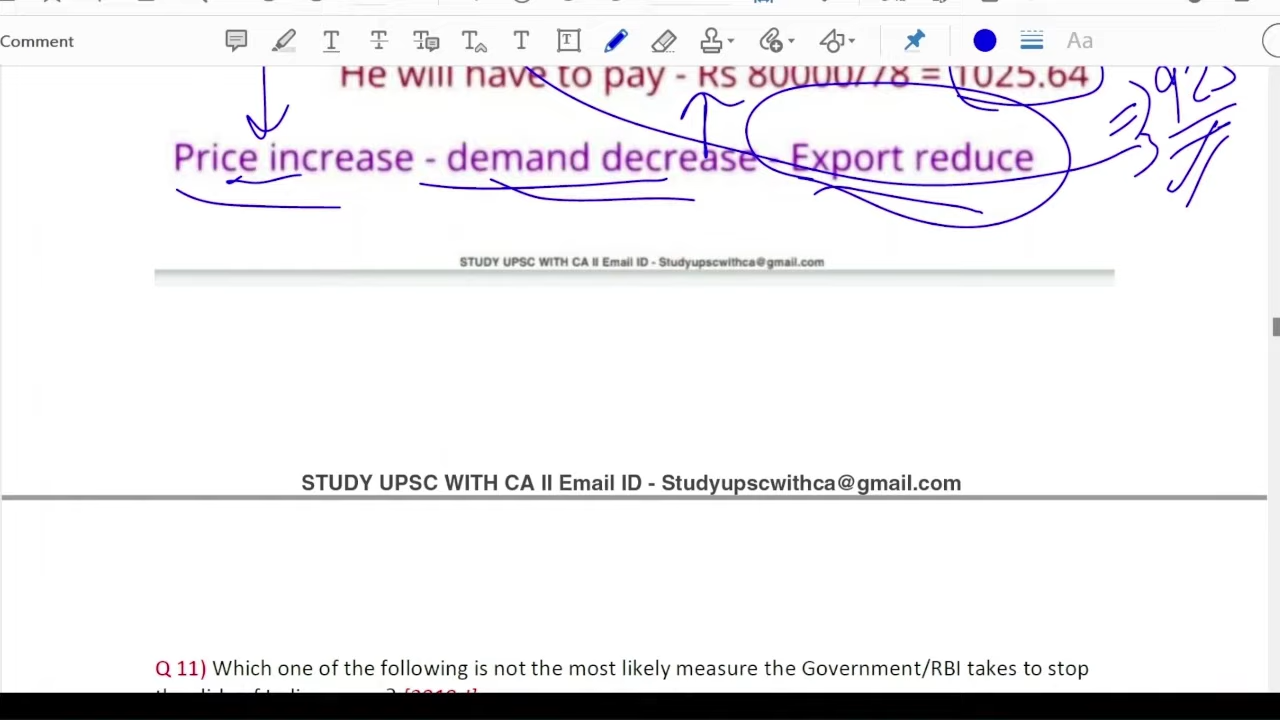 Comment
Aa
He will have to pay - Rs 80000/78 = 1025.64
Price increase - demand decrease - Export reduce
STUDY UPSC WITH CA II Email ID - Studyupscwithca@gmail.com
STUDY UPSC WITH CA II Email ID - Studyupscwithca@gmail.com
Q 11) Which one of the following is not the most likely measure the Government/RBI takes to stop